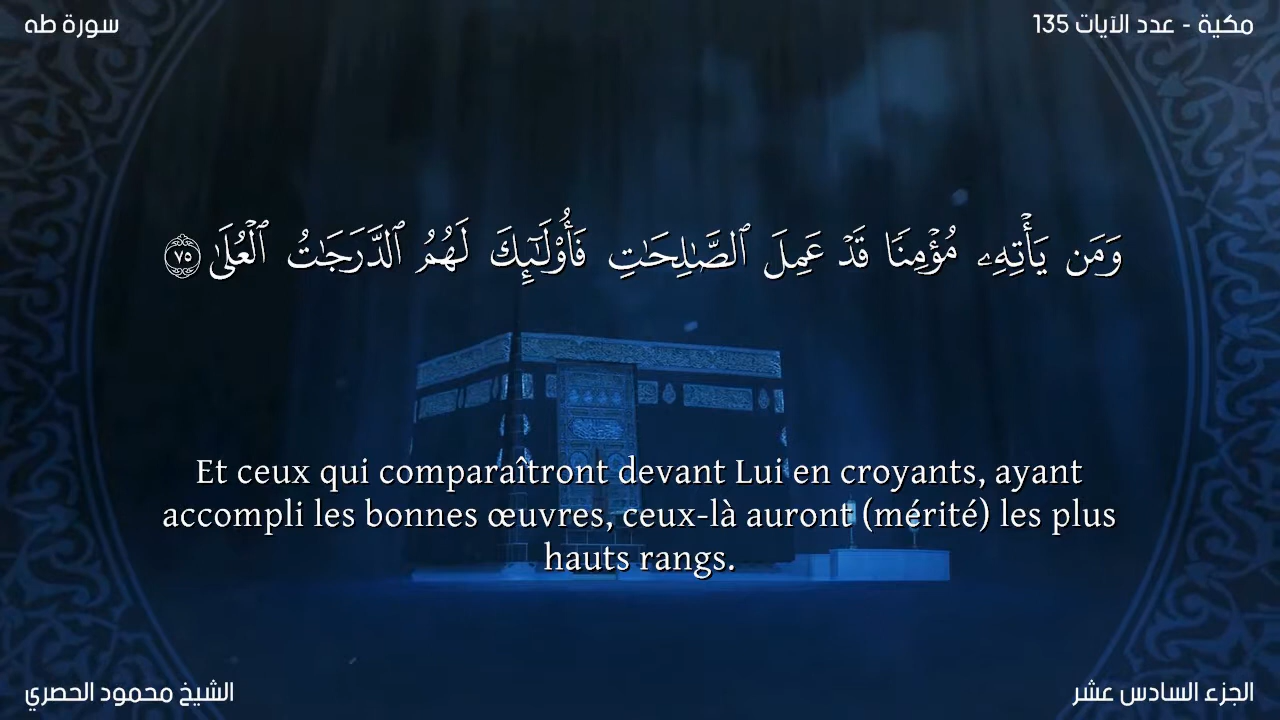 سورة طه
مكية - عدد الآيات 135
وَمَن يَأْتِهِۦ مُؤْمِنًا قَدْ عَمِلَ ٱلصَّـٰلِحَـٰتِ فَأُو۟لَـٰٓئِكَ لَهُمُ ٱلدَّرَجَـٰتُ ٱلْعُلَىٰ ٧٥
Et ceux qui comparaîtront devant Lui en croyants, ayant
accompli les bonnes œuvres, ceux-là auront (mérité) les plus
hauts rangs.
الشيخ محمود الحصري
الجزء السادس عشر